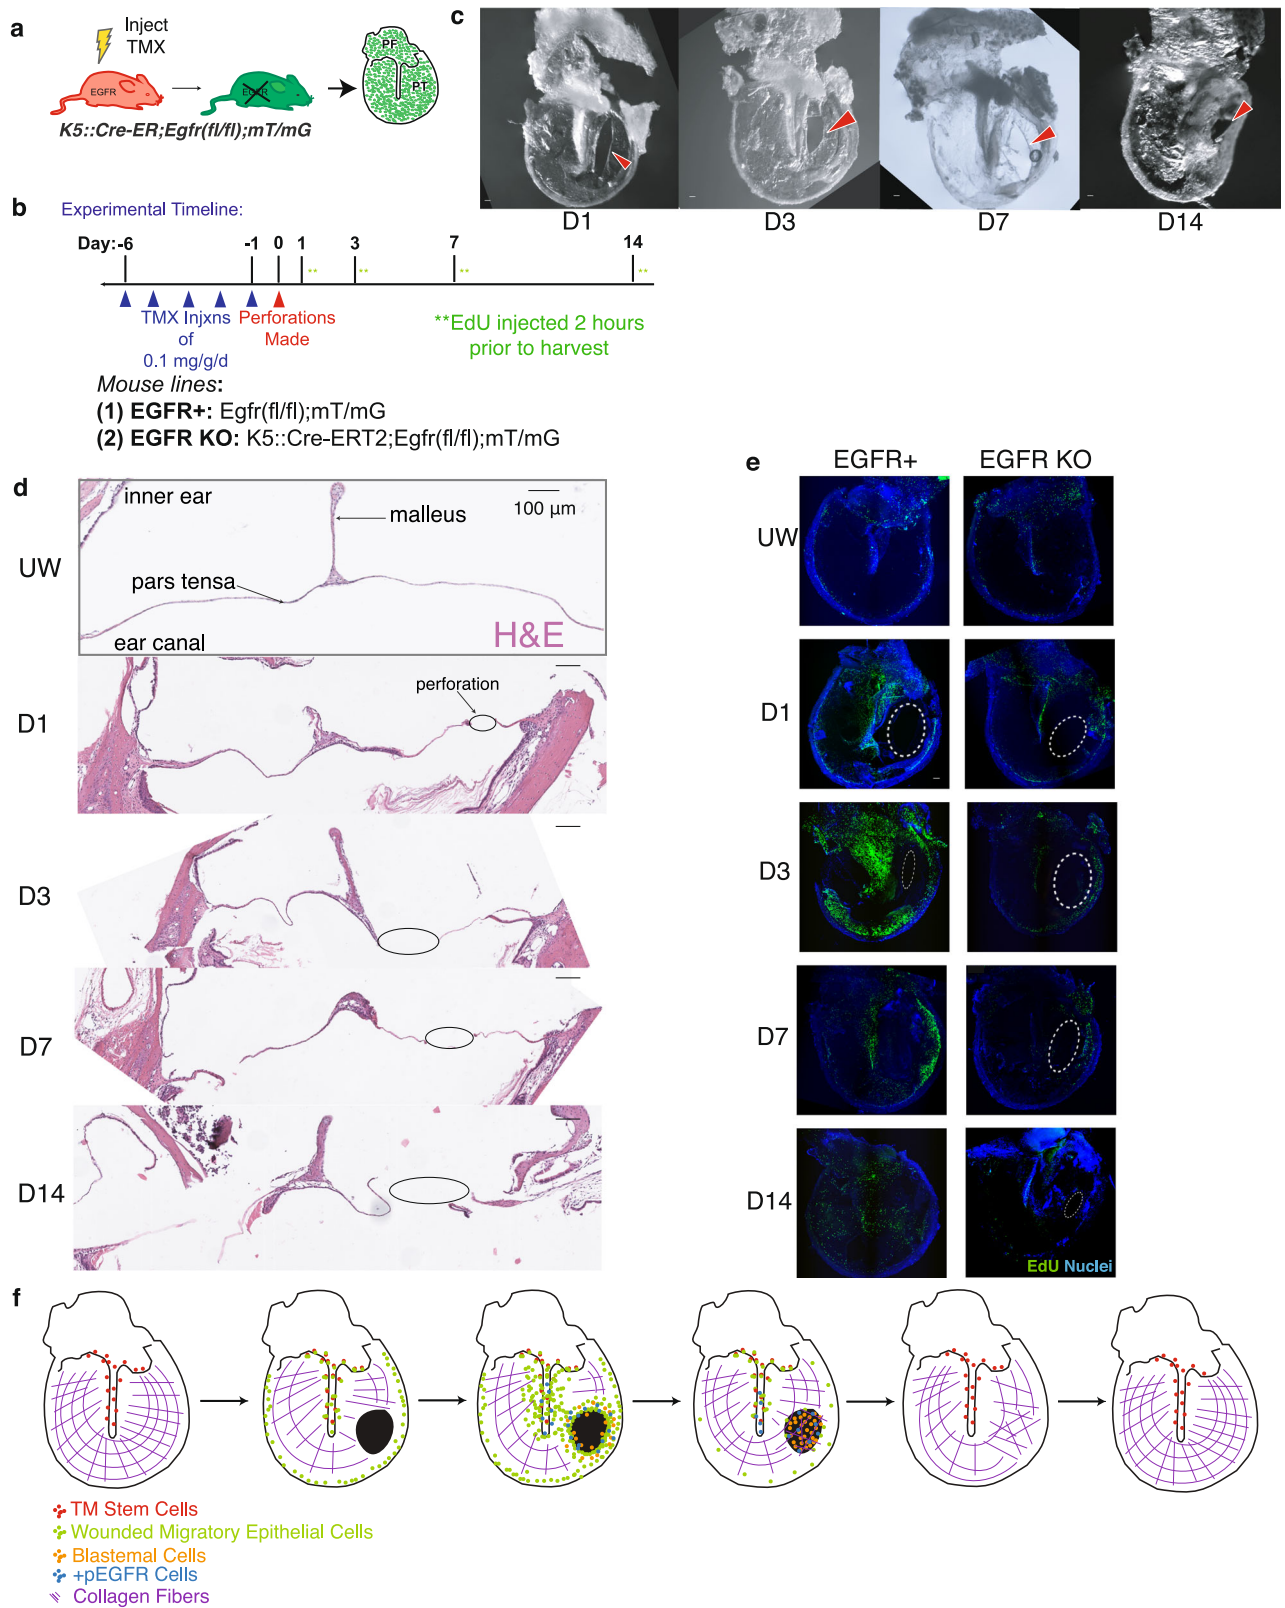 a
Inject
TMX
EGFR
EGFR
PF
PT
K5::Cre-ER;Egfr(fl/fl);mT/mG
b
Experimental Timeline:
Day: -6 -1 0 1 3 7 14
** ** ** **
TMX Injxns
of
0.1 mg/g/d
Perforations
Made
**EdU injected 2 hours
prior to harvest
Mouse lines:
(1) EGFR+: Egfr(fl/fl);mT/mG
(2) EGFR KO: K5::Cre-ERT2;Egfr(fl/fl);mT/mG
c
D1
D3
D7
D14
d
UW
inner ear
malleus
100 µm
pars tensa
ear canal
H&E
D1
perforation
D3
D7
D14
e
EGFR+ EGFR KO
UW
D1
D3
D7
D14
EdU Nuclei
f
TM Stem Cells
Wounded Migratory Epithelial Cells
Blastemal Cells
+pEGFR Cells
Collagen Fibers